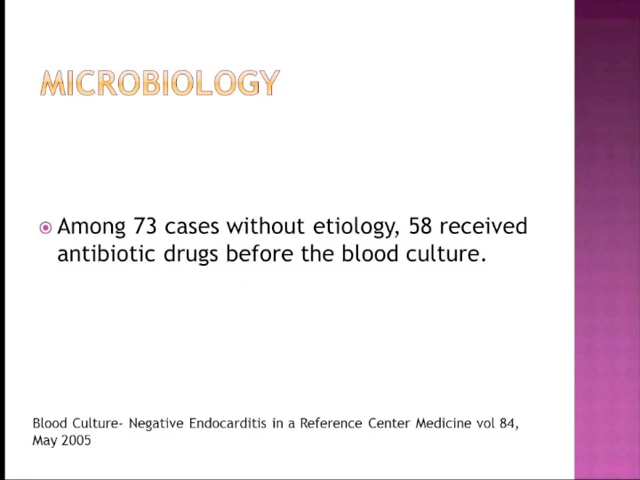 MICROBIOLOGY
Among 73 cases without etiology, 58 received
antibiotic drugs before the blood culture.
Blood Culture- Negative Endocarditis in a Reference Center Medicine vol 84,
May 2005